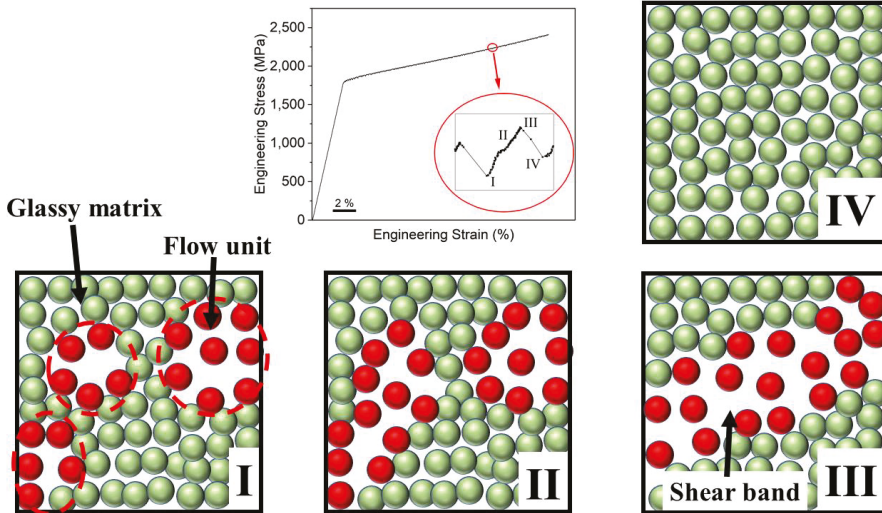 Engineering Stress (MPa)
2,500
2,000
1,500
1,000
500
0
2 %
Engineering Strain (%)
I
II
III
IV
IV
Glassy matrix
Flow unit
I
II
Shear band
III